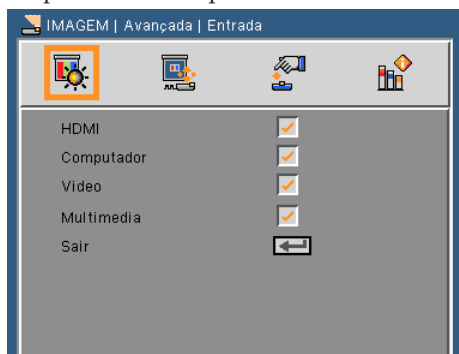 IMAGEM | Avançada | Entrada
HDMI
Computador
Video
Multimedia
Sair